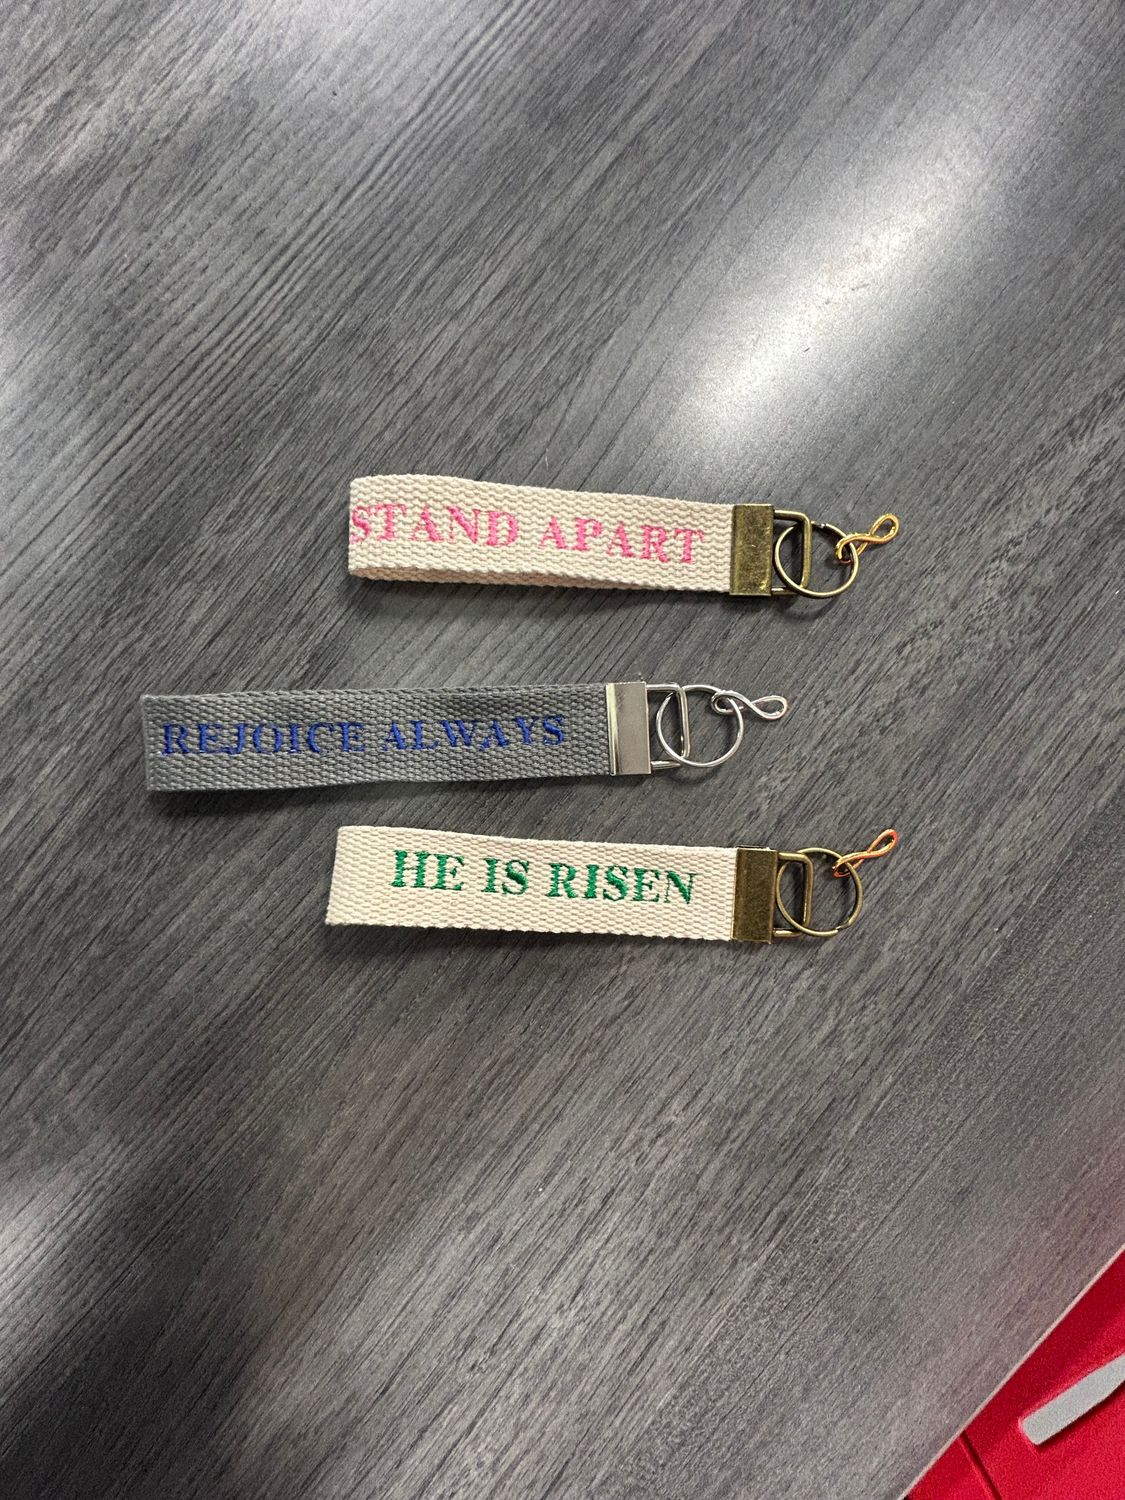 STAND APART
REJOICE ALWAYS
HE IS RISEN